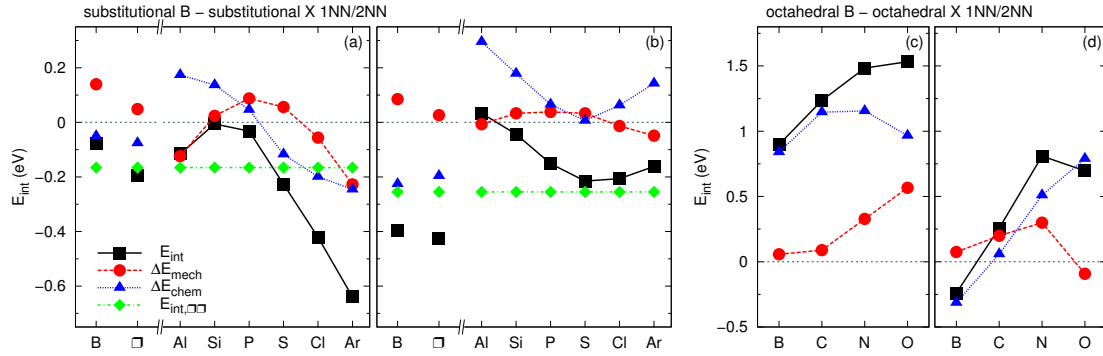 substitutional B − substitutional X 1NN/2NN
octahedral B − octahedral X 1NN/2NN
(a)
(b)
(c)
(d)
E_int (eV)
0.2
0
−0.2
−0.4
−0.6
E_int
ΔE_mech
ΔE_chem
E_int,□□
B □ Al Si P S Cl Ar
B □ Al Si P S Cl Ar
E_int (eV)
1.5
1
0.5
0
−0.5
B C N O
B C N O